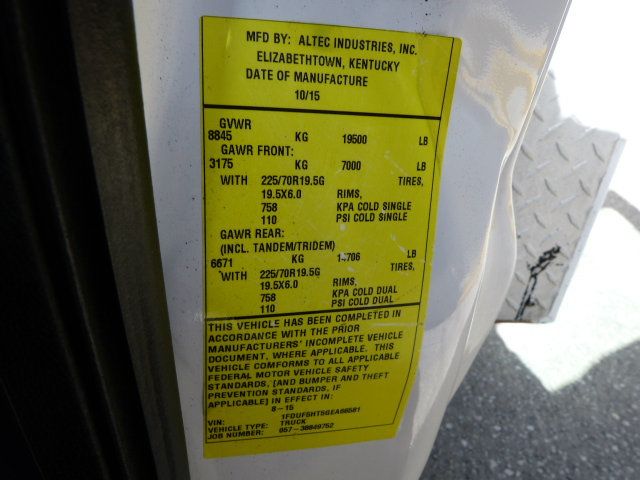 MFD BY: ALTEC INDUSTRIES, INC.
ELIZABETHTOWN, KENTUCKY
DATE OF MANUFACTURE
10/15
GVWR
8845 KG 19500 LB
GAWR FRONT:
3175 KG 7000 LB
WITH 225/70R19.5G TIRES,
19.5X6.0 RIMS,
758 KPA COLD SINGLE
110 PSI COLD SINGLE
GAWR REAR:
(INCL. TANDEM/TRIDEM)
6671 KG 14706 LB
WITH 225/70R19.5G TIRES,
19.5X6.0 RIMS,
758 KPA COLD DUAL
110 PSI COLD DUAL
THIS VEHICLE HAS BEEN COMPLETED IN
ACCORDANCE WITH THE PRIOR
MANUFACTURERS' INCOMPLETE VEHICLE
DOCUMENT, WHERE APPLICABLE. THIS
VEHICLE COMFORMS TO ALL APPLICABLE
FEDERAL MOTOR VEHICLE SAFETY
STANDARDS, [AND BUMPER AND THEFT
PREVENTION STANDARDS, IF
APPLICABLE] IN EFFECT IN:
8-15
VIN: 1FDUF5HT5GEA66581
VEHICLE TYPE: TRUCK
JOB NUMBER: 057-38849752